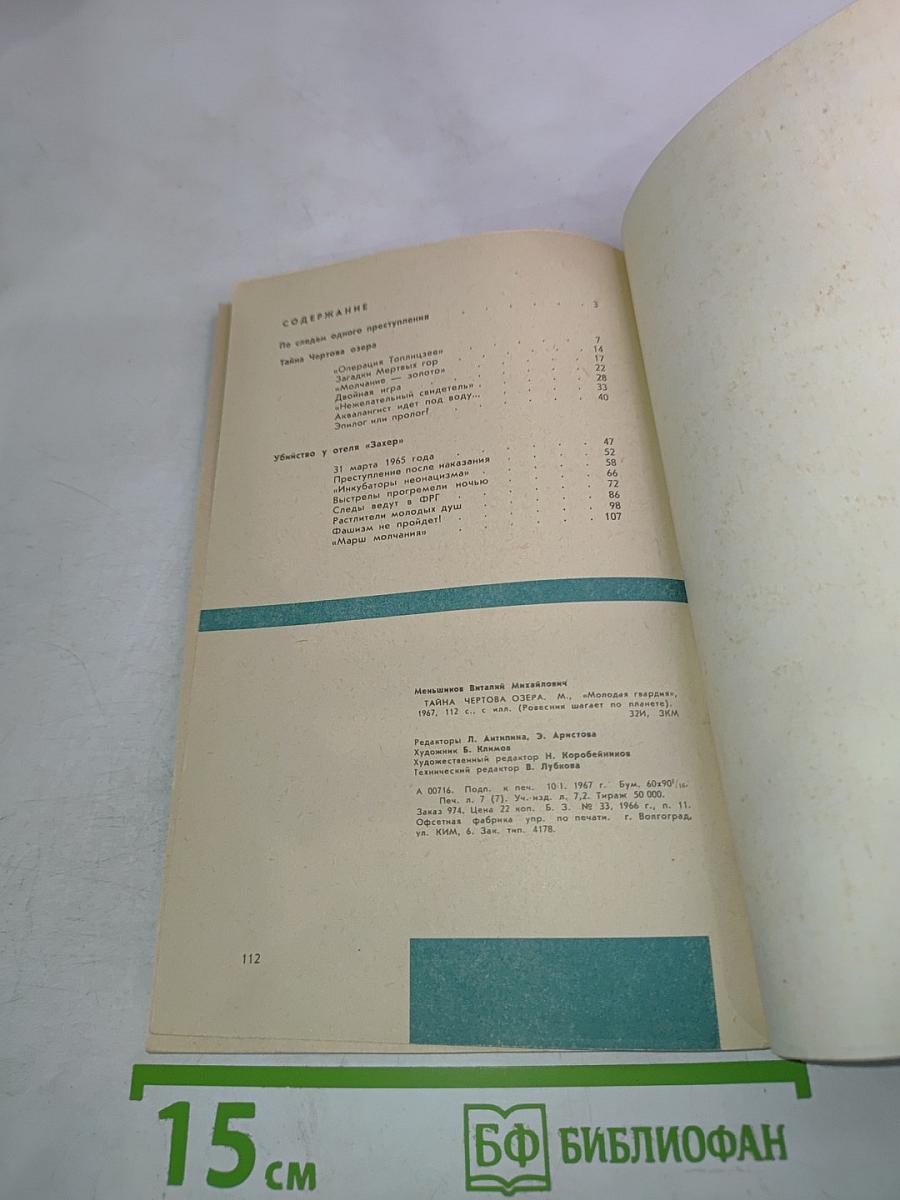 СОДЕРЖАНИЕ
По следам одного преступления . . . . . . 3
Тайна Чертова озера
«Операция Топлицзее» . . . . . . 7
Загадки Мертвых гор . . . . . . 14
«Молчание — золото» . . . . . . 17
Двойная игра . . . . . . 22
«Нежелательный свидетель» . . . . . . 28
Аквалангист идет под воду... . . . . . . 33
Эпилог или пролог? . . . . . . 40
Убийство у отеля «Захер»
31 марта 1965 года . . . . . . 47
Преступление после наказания . . . . . . 52
«Инкубаторы неонацизма» . . . . . . 58
Выстрелы прогремели ночью . . . . . . 66
Следы ведут в ФРГ . . . . . . 72
Растлители молодых душ . . . . . . 86
Фашизм не пройдет! . . . . . . 98
«Марш молчания» . . . . . . 107
Меньшиков Виталий Михайлович
ТАЙНА ЧЕРТОВА ОЗЕРА. М., «Молодая гвардия»,
1967. 112 с., с илл. (Ровесник шагает по планете).
32И, 3КМ
Редакторы Л. Антипина, Э. Аристова
Художник Б. Климов
Художественный редактор Н. Коробейников
Технический редактор В. Лубкова
А 00716. Подп. к печ. 10/I. 1967 г. Бум. 60х90 1/16.
Печ. л. 7 (7). Уч.-изд. л. 7,2. Тираж 50 000.
Заказ 974. Цена 22 коп. Б. З. № 33, 1966 г., п. 11.
Офсетная фабрика упр. по печати. г. Волгоград,
ул. КИМ, 6. Зак. тип. 4178.
112
15 см
БФ БИБЛИОФАН